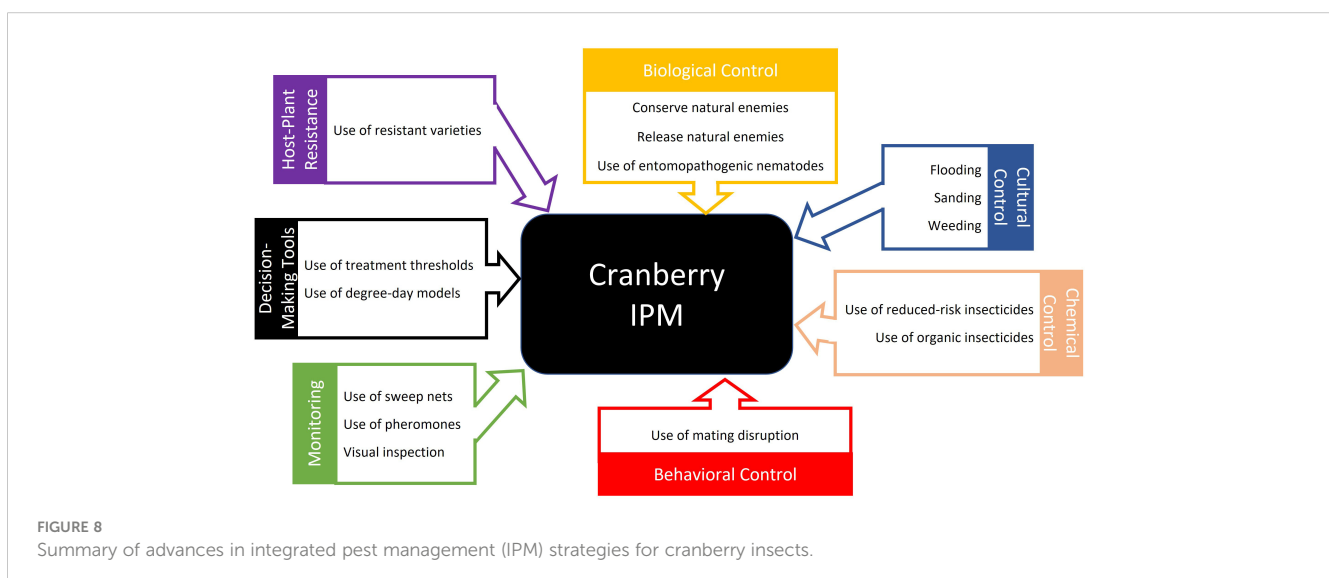 Biological Control
Conserve natural enemies
Release natural enemies
Use of entomopathogenic nematodes
Host-Plant
Resistance
Use of resistant varieties
Cultural
Control
Flooding
Sanding
Weeding
Decision-
Making Tools
Use of treatment thresholds
Use of degree-day models
Cranberry
IPM
Chemical
Control
Use of reduced-risk insecticides
Use of organic insecticides
Monitoring
Use of sweep nets
Use of pheromones
Visual inspection
Use of mating disruption
Behavioral Control
FIGURE 8
Summary of advances in integrated pest management (IPM) strategies for cranberry insects.